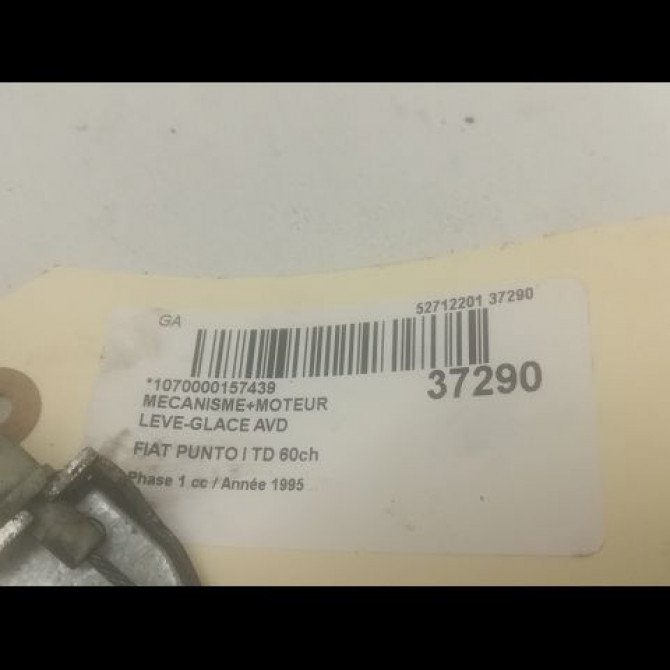 GA
52712201 37290
*1070000157439
37290
MECANISME+MOTEUR
LEVE-GLACE AVD
FIAT PUNTO I TD 60ch
Phase 1 cc / Année 1995